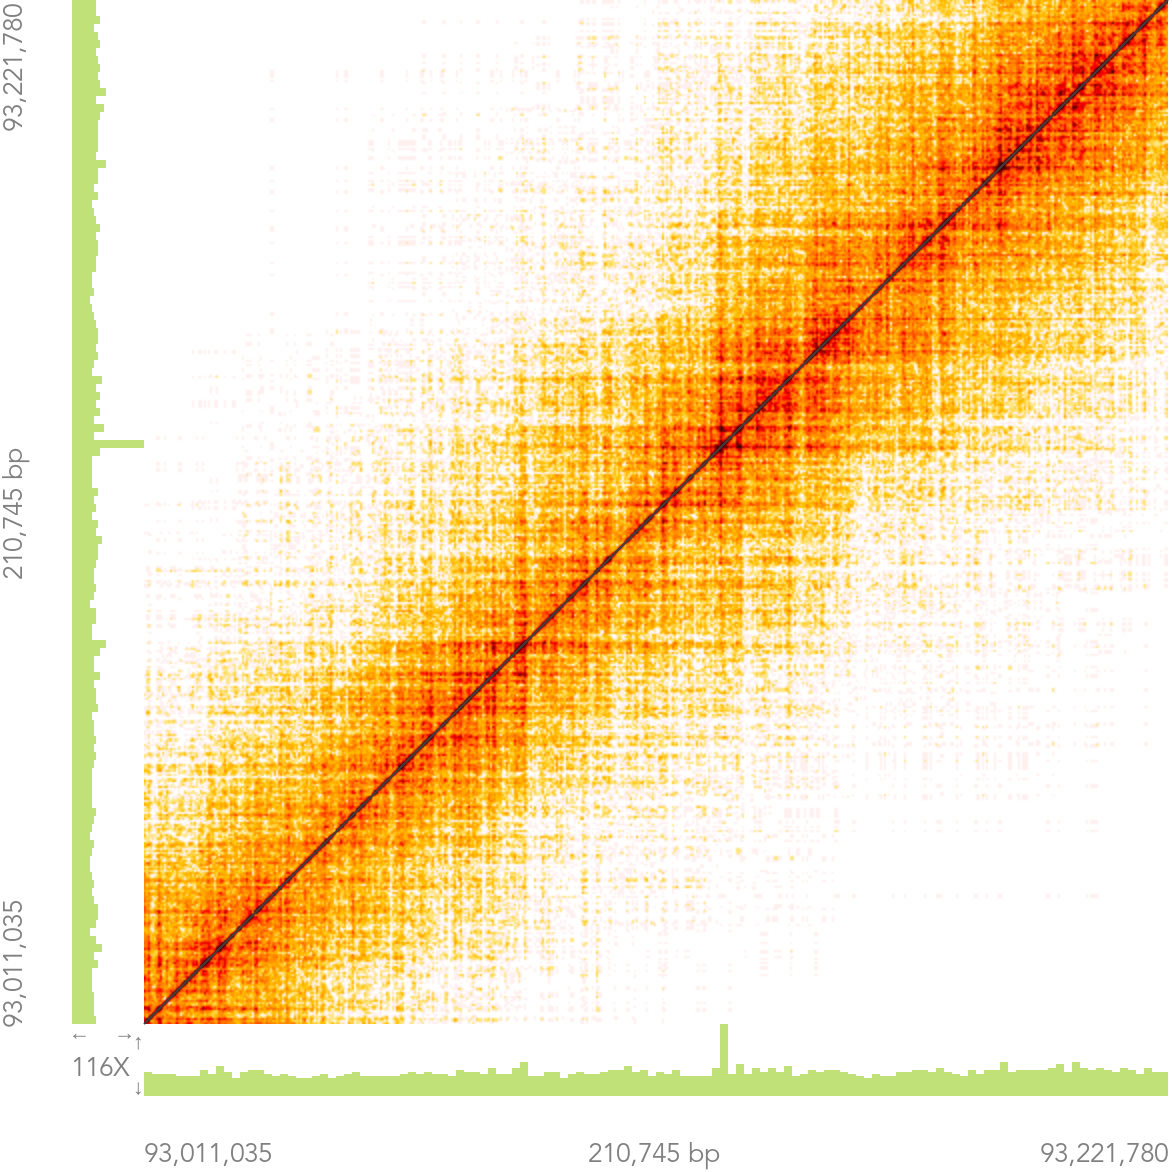 93,221,780
210,745 bp
93,011,035
← →
↑
116X
↓
93,011,035 210,745 bp 93,221,780